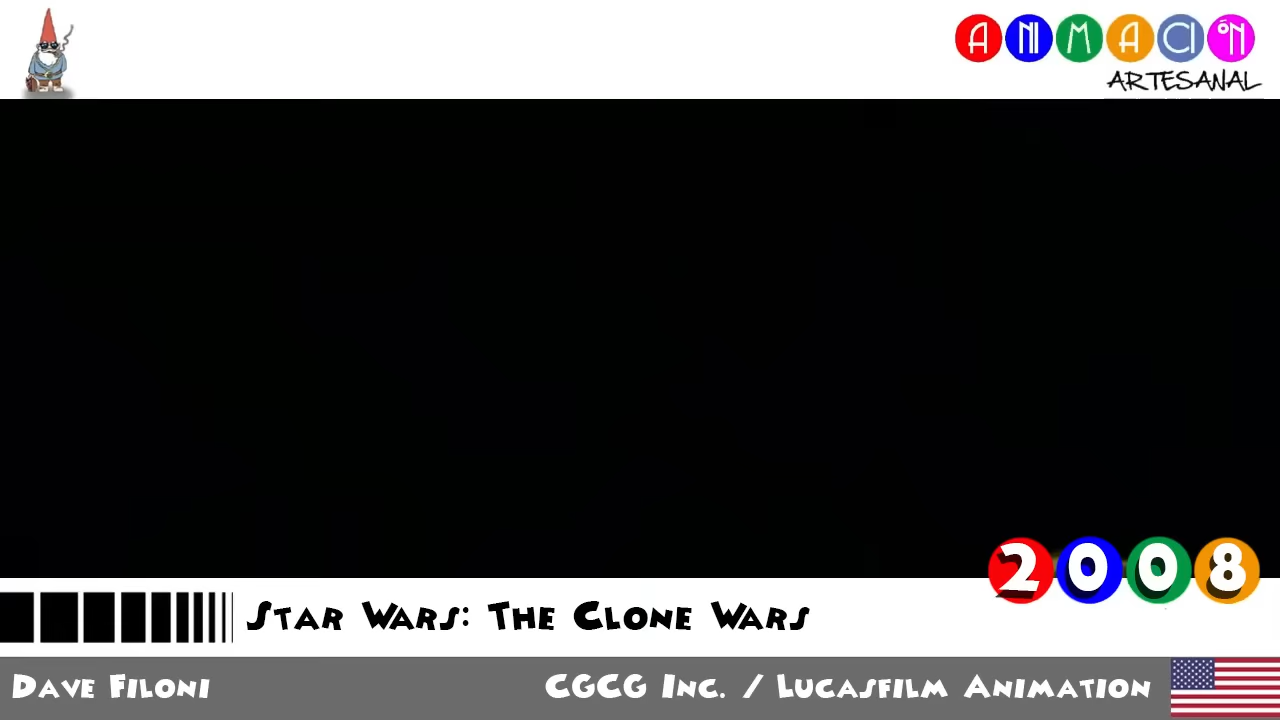 ANIMACIÓN
ARTESANAL
2008
STAR WARS: THE CLONE WARS
DAVE FILONI
CGCG INC. / LUCASFILM ANIMATION